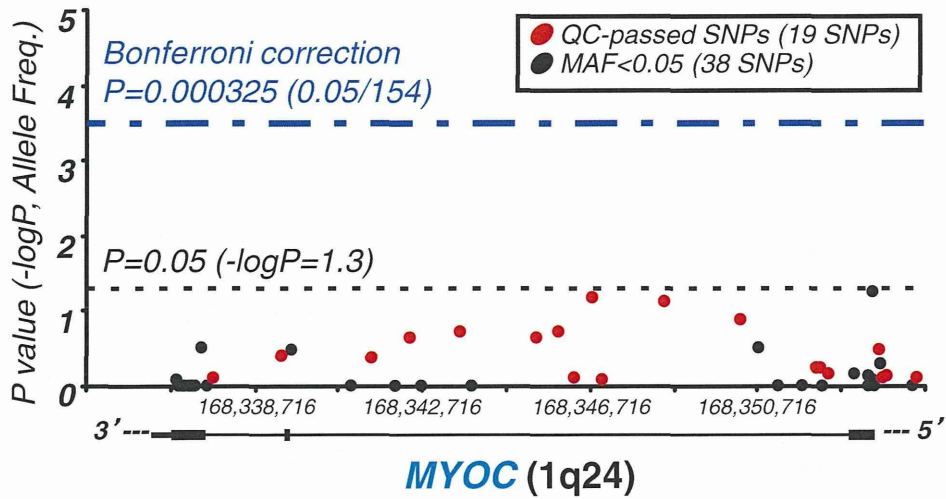 5
4
3
2
1
0
P value (-logP, Allele Freq.)
QC-passed SNPs (19 SNPs)
MAF<0.05 (38 SNPs)
Bonferroni correction
P=0.000325 (0.05/154)
P=0.05 (-logP=1.3)
168,338,716 168,342,716 168,346,716 168,350,716
3’--- --- 5’
MYOC (1q24)